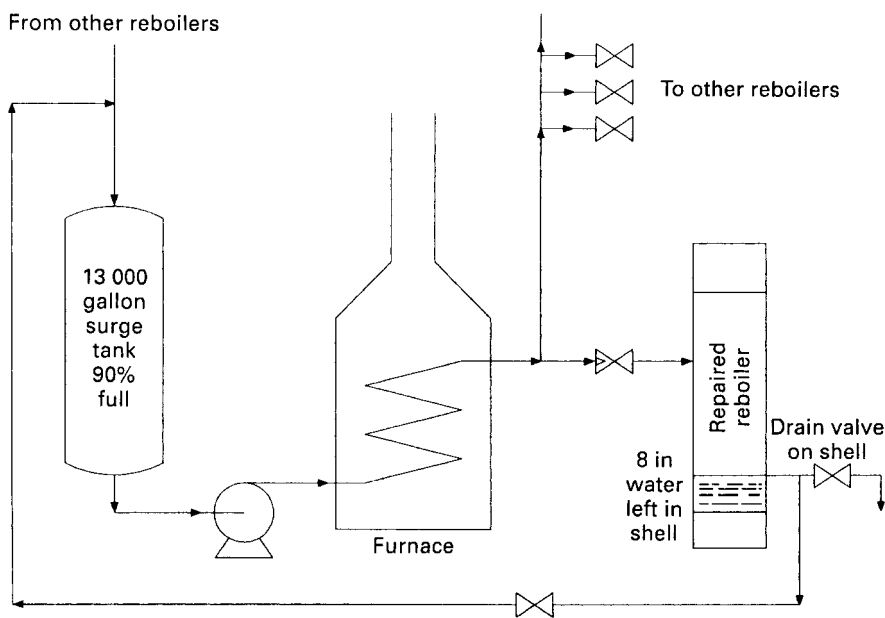 From other reboilers
To other reboilers
13 000
gallon
surge
tank
90%
full
Repaired
reboiler
Drain valve
on shell
8 in
water
left in
shell
Furnace